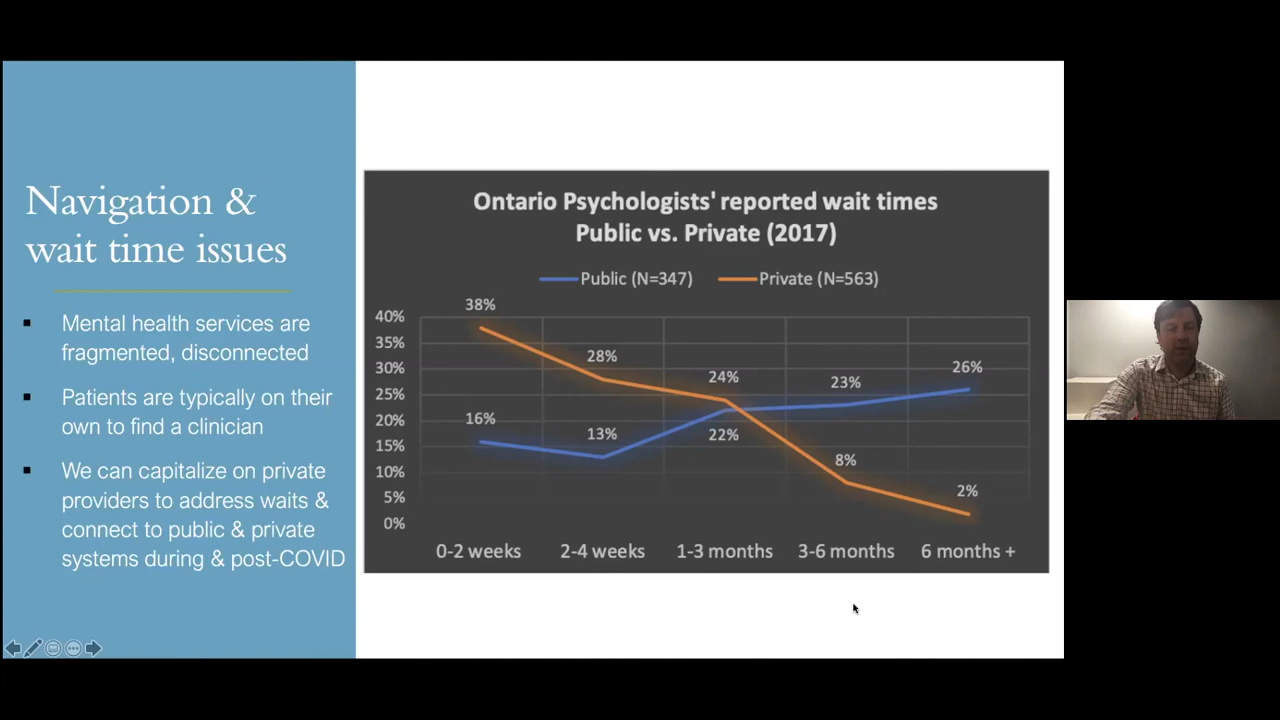 Navigation &
wait time issues
▪ Mental health services are
fragmented, disconnected
▪ Patients are typically on their
own to find a clinician
▪ We can capitalize on private
providers to address waits &
connect to public & private
systems during & post-COVID
Ontario Psychologists' reported wait times
Public vs. Private (2017)
Public (N=347) Private (N=563)
40%
35%
30%
25%
20%
15%
10%
5%
0%
38%
28%
24%
8%
2%
16%
13%
22%
23%
26%
0-2 weeks 2-4 weeks 1-3 months 3-6 months 6 months +